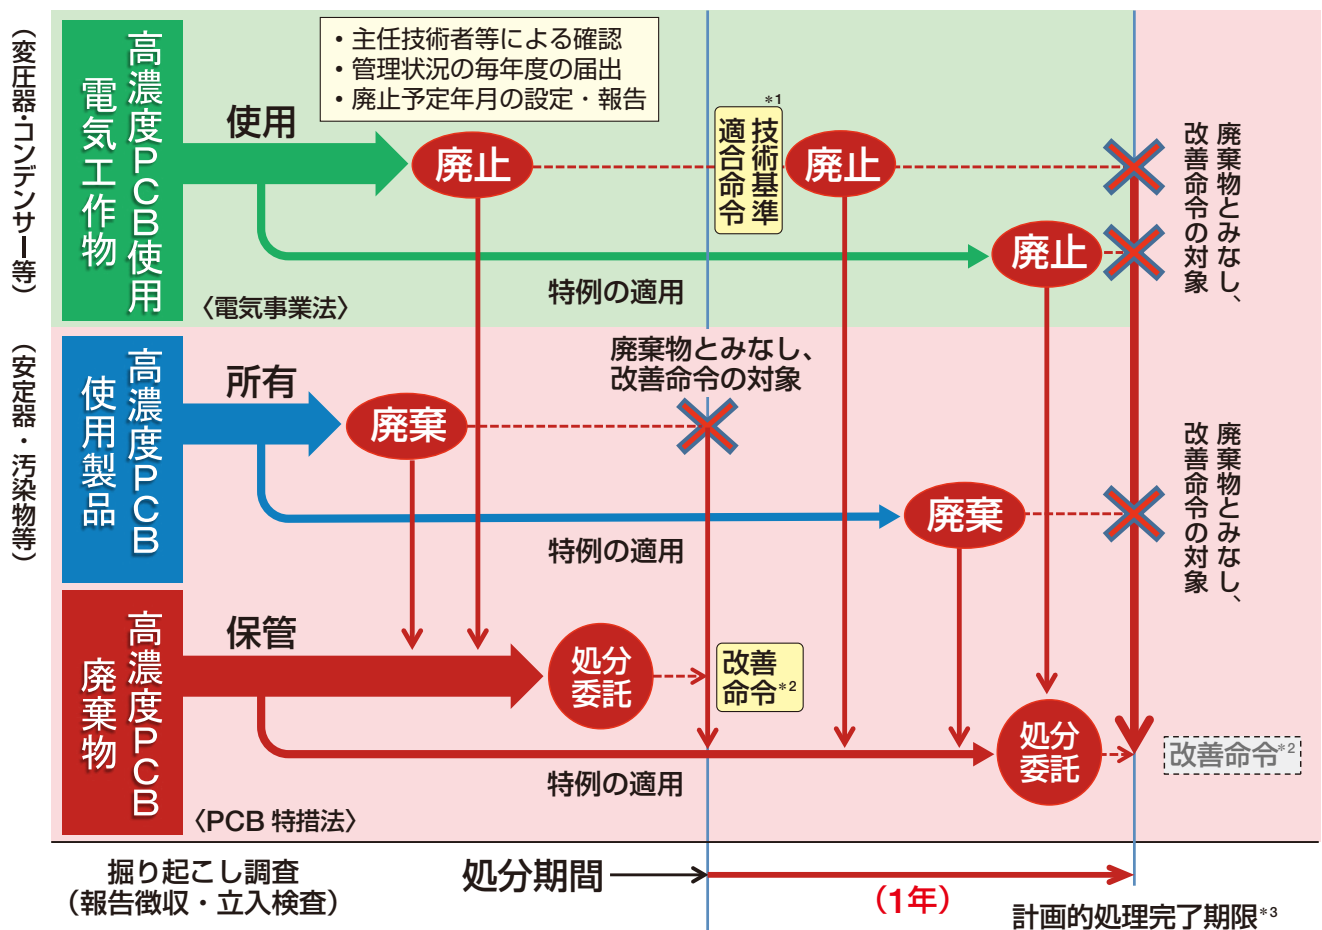 （変圧器・コンデンサー等）
高濃度PCB使用
電気工作物
使用
・主任技術者等による確認
・管理状況の毎年度の届出
・廃止予定年月の設定・報告
廃止
技術基準*1
適合命令
廃止
廃止
特例の適用
〈電気事業法〉
廃棄物とみなし、
改善命令の対象
（安定器・汚染物等）
高濃度PCB
使用製品
所有
廃棄
廃棄物とみなし、
改善命令の対象
廃棄
特例の適用
廃棄物とみなし、
改善命令の対象
高濃度PCB
廃棄物
保管
処分
委託
改善
命令*2
処分
委託
改善命令*2
特例の適用
〈PCB 特措法〉
掘り起こし調査
（報告徴収・立入検査）
処分期間
（1年）
計画的処理完了期限*3